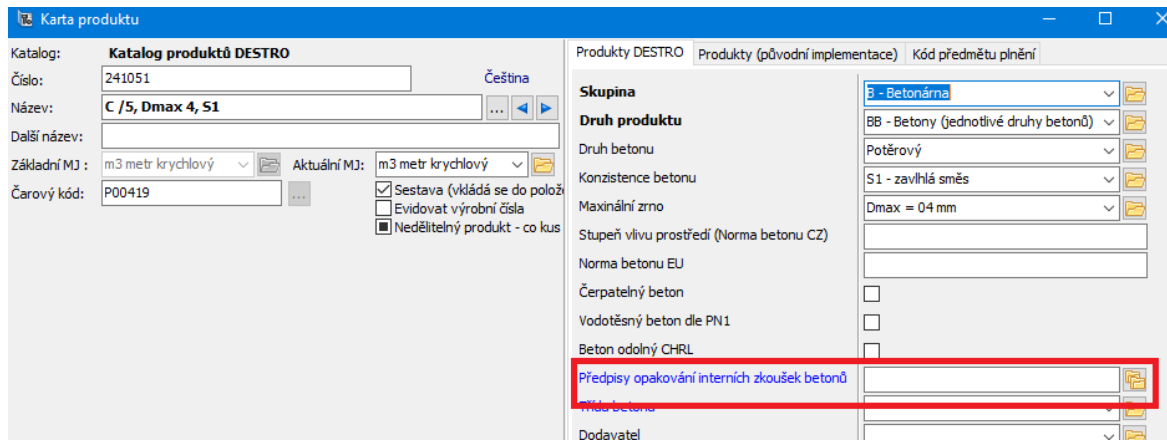 Karta produktu
Katalog: Katalog produktů DESTRO
Číslo: 241051 Čeština
Název: C /5, Dmax 4, S1 ...
Další název:
Základní MJ : m3 metr krychlový Aktuální MJ: m3 metr krychlový
Čarový kód: P00419 ...
Sestava (vkládá se do polož
Evidovat výrobní čísla
Nedělitelný produkt - co kus
Produkty DESTRO Produkty (původní implementace) Kód předmětu plnění
Skupina B - Betonárna
Druh produktu BB - Betony (jednotlivé druhy betonů)
Druh betonu Potěrový
Konzistence betonu S1 - zavlhlá směs
Maxinální zrno Dmax = 04 mm
Stupeň vlivu prostředí (Norma betonu CZ)
Norma betonu EU
Čerpatelný beton
Vodotěsný beton dle PN1
Beton odolný CHRL
Předpisy opakování interních zkoušek betonů
Třída betonu
Dodavatel